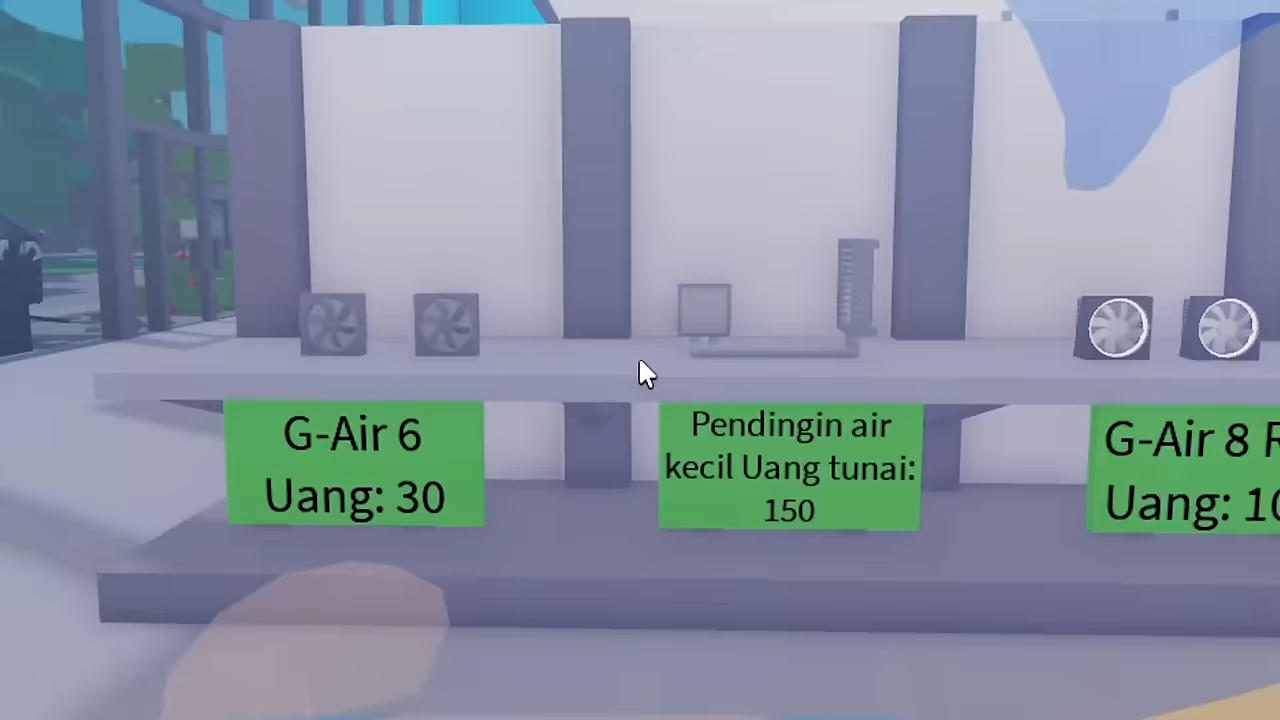 G-Air 6
Uang: 30
Pendingin air
kecil Uang tunai:
150
G-Air 8
Uang: